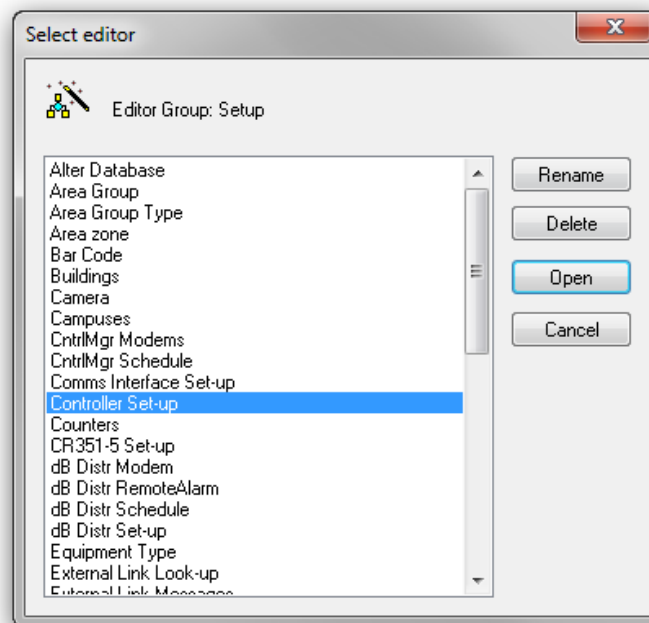 Select editor
Editor Group: Setup
Alter Database
Area Group
Area Group Type
Area zone
Bar Code
Buildings
Camera
Campuses
CntrlMgr Modems
CntrlMgr Schedule
Comms Interface Set-up
Controller Set-up
Counters
CR351-5 Set-up
dB Distr Modem
dB Distr RemoteAlarm
dB Distr Schedule
dB Distr Set-up
Equipment Type
External Link Look-up
External Link Messages
Rename
Delete
Open
Cancel